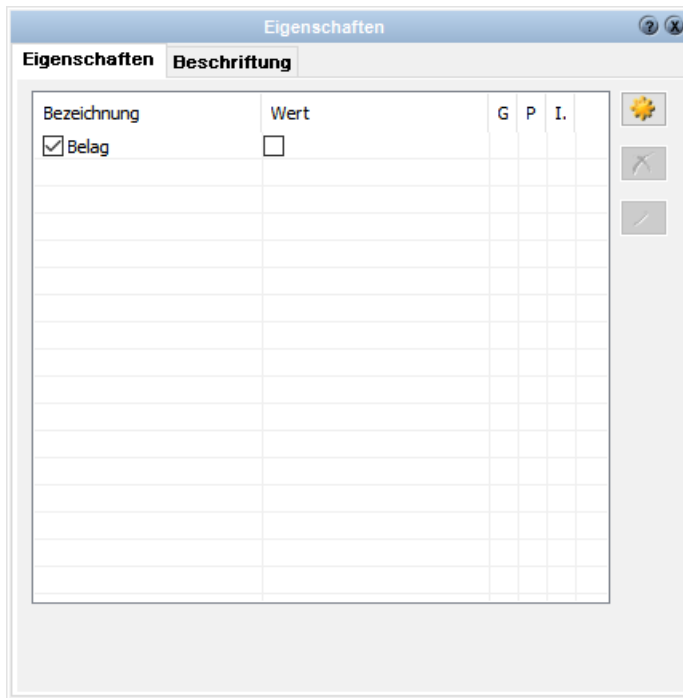 Eigenschaften
Eigenschaften Beschriftung
Bezeichnung Wert G P I.
Belag